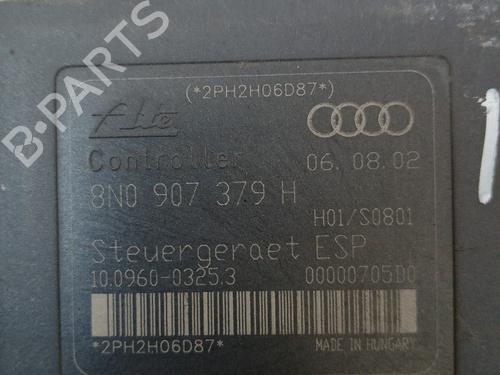 B-PARTS
(*2PH2H06D87*)
Ate
Controller 06.08.02
8N0 907 379 H
H01/S0801
Steuergeraet ESP
10.0960-0325.3 00000705D0
*2PH2H06D87* MADE IN HUNGARY